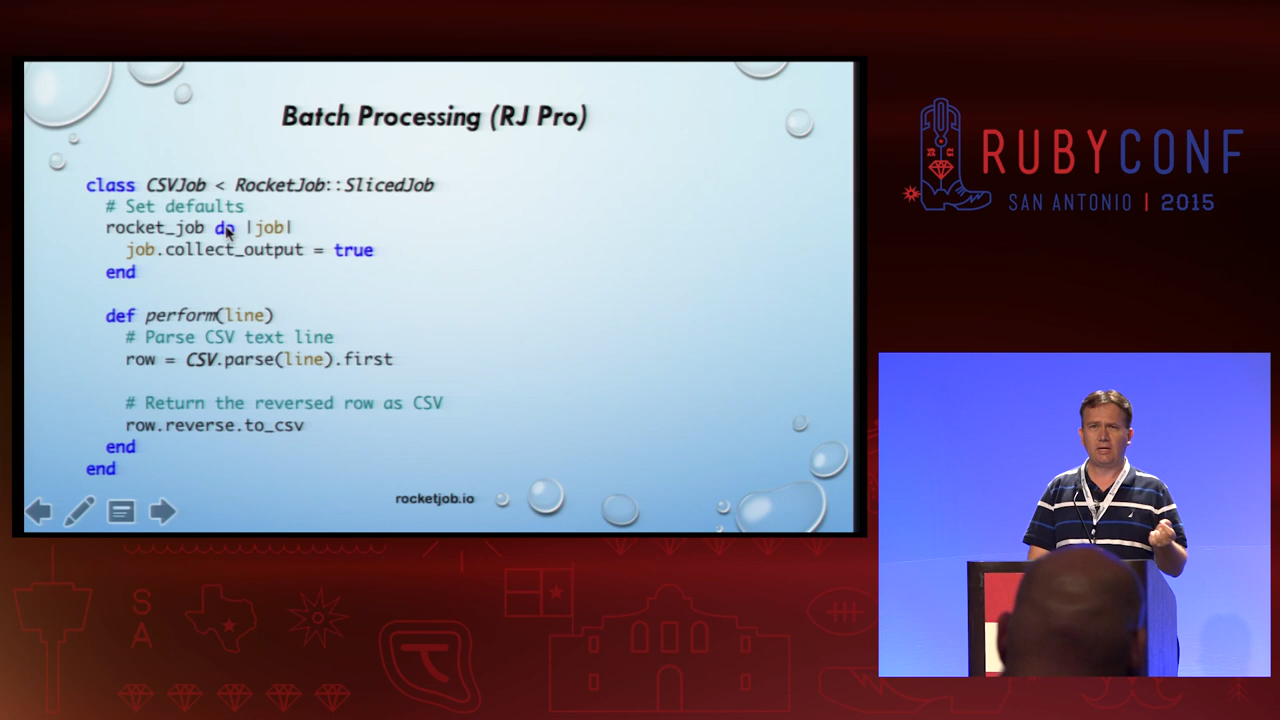 Batch Processing (RJ Pro)
class CSVJob < RocketJob::SlicedJob
# Set defaults
rocket_job do |job|
job.collect_output = true
end
def perform(line)
# Parse CSV text line
row = CSV.parse(line).first
# Return the reversed row as CSV
row.reverse.to_csv
end
end
rocketjob.io
RUBYCONF
SAN ANTONIO | 2015
S
A